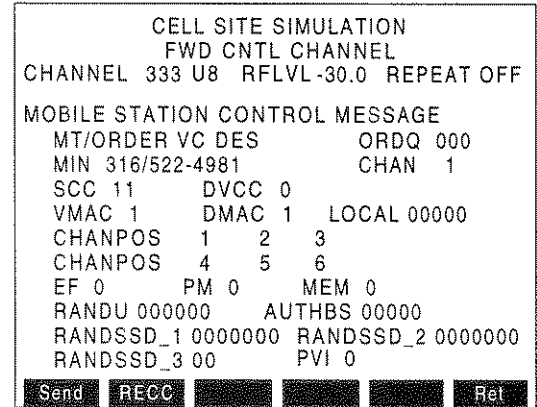 CELL SITE SIMULATION
FWD CNTL CHANNEL
CHANNEL 333 U8 RFLVL -30.0 REPEAT OFF
MOBILE STATION CONTROL MESSAGE
MT/ORDER VC DES ORDQ 000
MIN 316/522-4981 CHAN 1
SCC 11 DVCC 0
VMAC 1 DMAC 1 LOCAL 00000
CHANPOS 1 2 3
CHANPOS 4 5 6
EF 0 PM 0 MEM 0
RANDU 000000 AUTHBS 00000
RANDSSD_1 0000000 RANDSSD_2 0000000
RANDSSD_3 00 PVI 0
Send RECC Ret